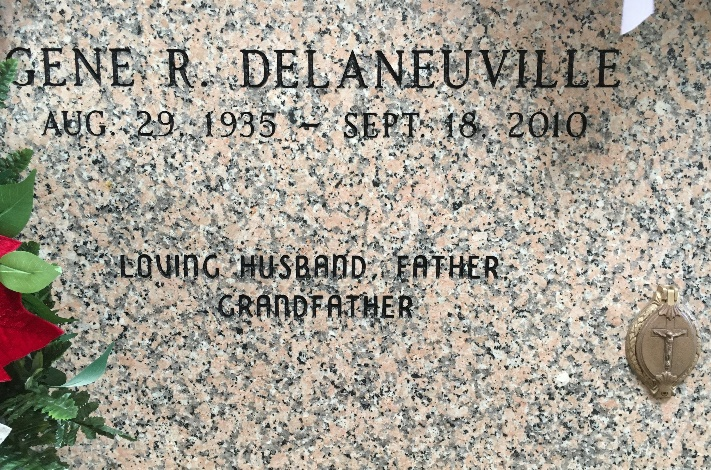 GENE R. DELANEUVILLE
AUG. 29, 1935 - SEPT. 18, 2010
LOVING HUSBAND, FATHER,
GRANDFATHER